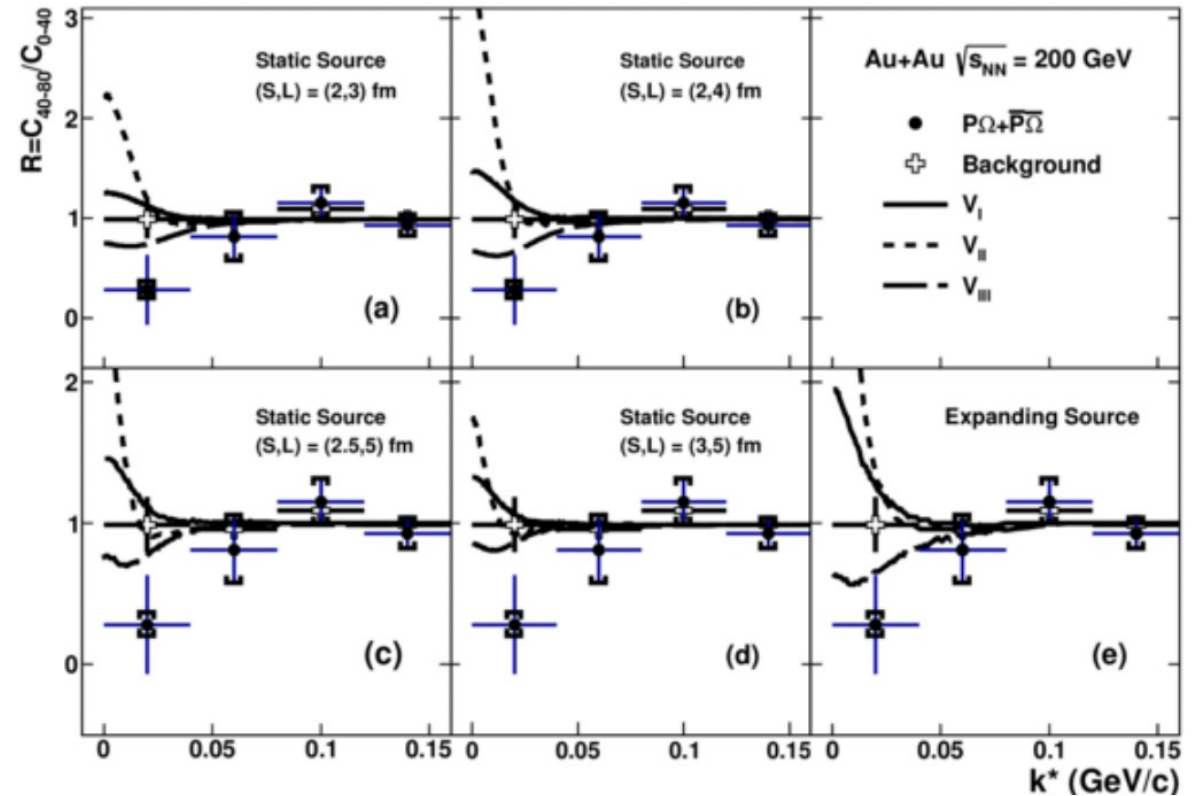 R=C40-80/C0-40
3
2
1
0
Static Source
(S,L) = (2,3) fm
(a)
Static Source
(S,L) = (2,4) fm
(b)
Au+Au √sNN = 200 GeV
PΩ+P̅Ω̅
Background
VI
VII
VIII
2
1
0
Static Source
(S,L) = (2.5,5) fm
(c)
Static Source
(S,L) = (3,5) fm
(d)
Expanding Source
(e)
0 0.05 0.1 0.15 0 0.05 0.1 0.15 0 0.05 0.1 0.15
k* (GeV/c)